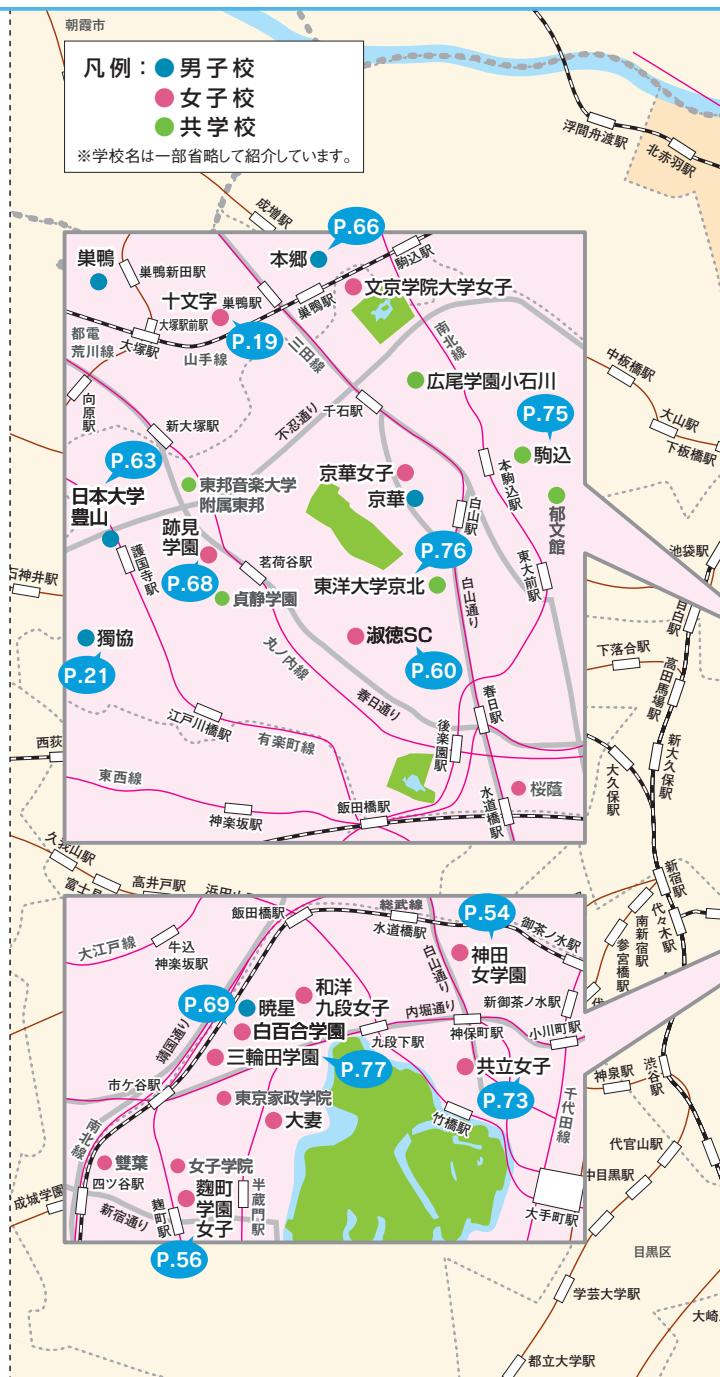 朝霞市
凡例：●男子校
●女子校
●共学校
※学校名は一部省略して紹介しています。
浮間舟渡駅
北赤羽駅
成増駅
P.66
巣鴨
本郷
駒込駅
巣鴨新田駅
文京学院大学女子
十文字
巣鴨駅
巣鴨駅
大塚駅前駅
P.19
都電
荒川線
大塚駅
山手線
三田線
南北線
広尾学園小石川
中板橋駅
向原駅
千石駅
不忍通り
新大塚駅
P.75
大山駅
下板橋駅
駒込
P.63
京華女子
本駒込駅
日本大学
豊山
東邦音楽大学
附属東邦
京華
白山駅
郁文館
跡見
学園
P.76
池袋駅
護国寺駅
茗荷谷駅
東大前駅
石神井駅
P.68
東洋大学京北
白山通り
貞静学園
目白駅
獨協
淑徳SC
下落合駅
丸ノ内線
P.21
P.60
高田馬場駅
春日通り
春日駅
江戸川橋駅
有楽町線
後楽園駅
西荻
新大久保駅
東西線
大久保駅
桜蔭
神楽坂駅
飯田橋駅
水道橋駅
久我山駅
富士見
高井戸駅
浜田山
新宿駅
代々木駅
南新宿駅
参宮橋駅
代
飯田橋駅
総武線
水道橋駅
P.54
御茶ノ水駅
大江戸線
牛込
神楽坂駅
白山通り
神田
女学園
和洋
九段女子
新御茶ノ水駅
P.69
暁星
内堀通り
靖国通り
白百合学園
九段下駅
神保町駅
小川町駅
三輪田学園
P.77
共立女子
渋谷駅
神泉駅
市ケ谷駅
P.73
東京家政学院
竹橋駅
千代田線
大妻
南北線
代官山駅
雙葉
女子学院
中目黒駅
四ツ谷駅
麴町
学園
女子
半蔵門駅
成城学園
新宿通り
麹町駅
大手町駅
P.56
目黒区
学芸大学駅
大崎
都立大学駅